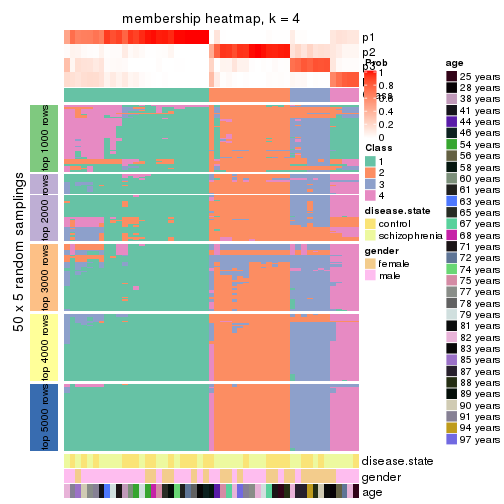 membership heatmap, k = 4
p1
p2
p3
Prob
1
0.8
0.6
0.4
0.2
0
Class
1
2
3
4
disease.state
control
schizophrenia
gender
female
male
age
25 years
28 years
38 years
41 years
44 years
46 years
54 years
56 years
58 years
60 years
61 years
63 years
65 years
67 years
68 years
71 years
72 years
74 years
75 years
77 years
78 years
79 years
81 years
82 years
83 years
85 years
87 years
88 years
89 years
90 years
91 years
94 years
97 years
50 x 5 random samplings
top 1000 rows
top 2000 rows
top 3000 rows
top 4000 rows
top 5000 rows
disease.state
gender
age